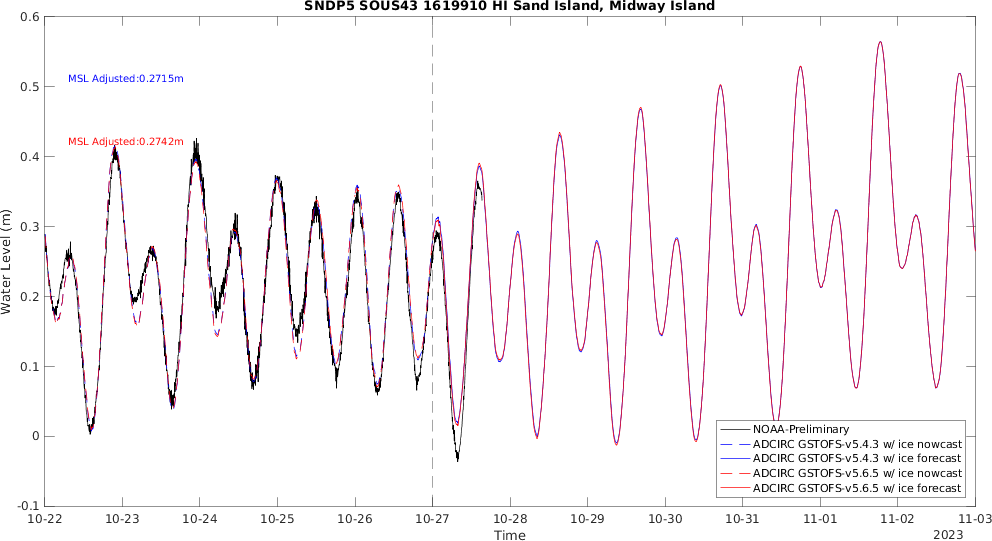 SNDP5 SOUS43 1619910 HI Sand Island, Midway Island
0.6
0.5
0.4
0.3
0.2
0.1
0
-0.1
Water Level (m)
MSL Adjusted:0.2715m
MSL Adjusted:0.2742m
NOAA-Preliminary
ADCIRC GSTOFS-v5.4.3 w/ ice nowcast
ADCIRC GSTOFS-v5.4.3 w/ ice forecast
ADCIRC GSTOFS-v5.6.5 w/ ice nowcast
ADCIRC GSTOFS-v5.6.5 w/ ice forecast
10-22 10-23 10-24 10-25 10-26 10-27 10-28 10-29 10-30 10-31 11-01 11-02 11-03
Time
2023